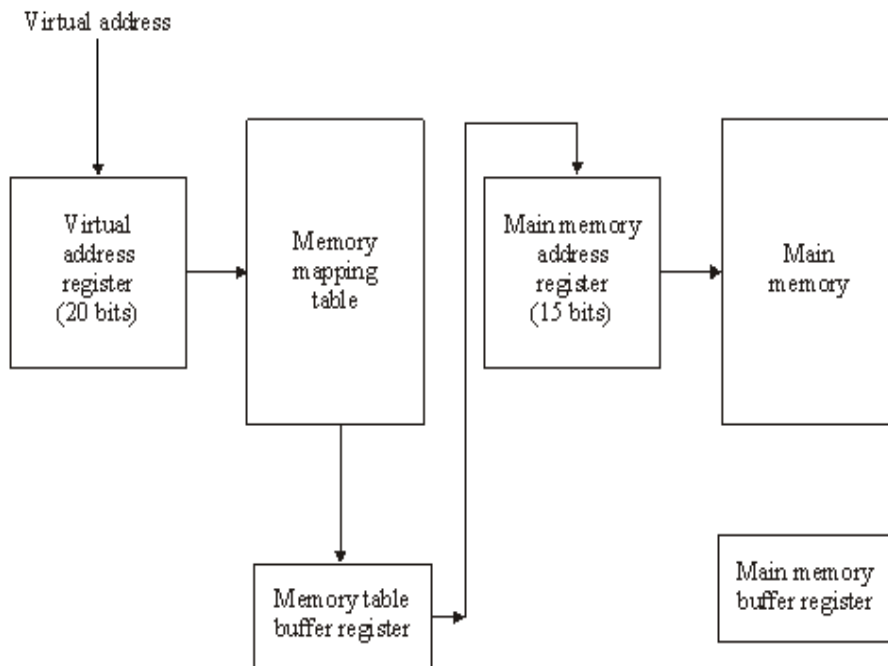 Virtual address
Virtual
address
register
(20 bits)
Memory
mapping
table
Main memory
address
register
(15 bits)
Main
memory
Memory table
buffer register
Main memory
buffer register